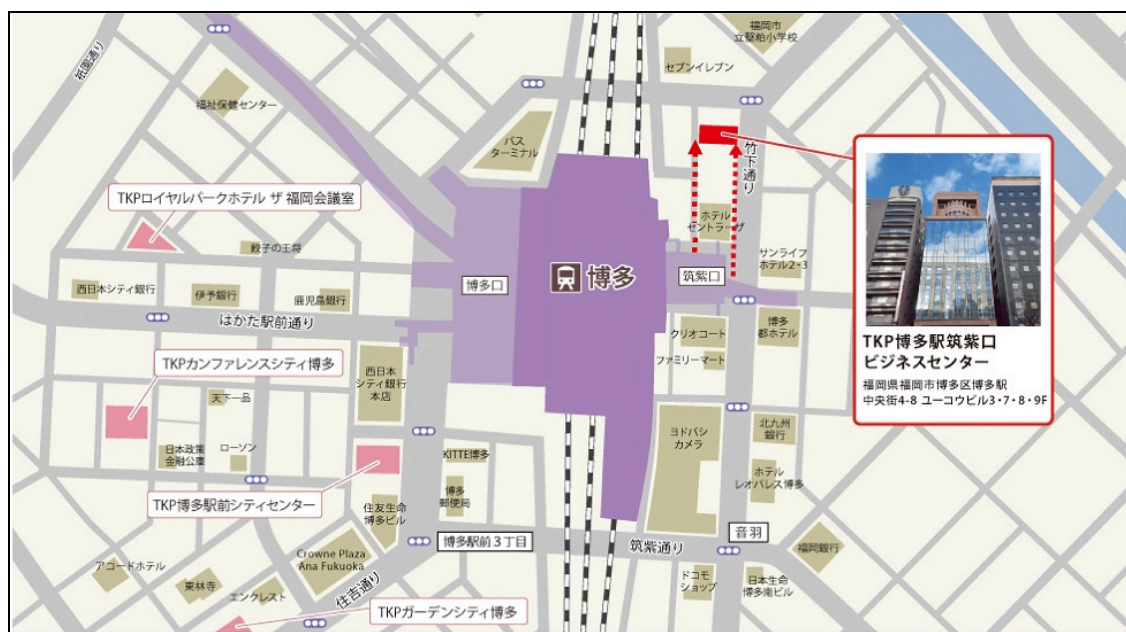 福岡市
立堅粕小学校
祇園通り
セブンイレブン
福祉保健センター
バス
ターミナル
竹下通り
TKPロイヤルパークホテル ザ 福岡会議室
ホテル
セントラーザ
餃子の王将
サンライフ
ホテル2・3
西日本シティ銀行
伊予銀行
鹿児島銀行
博多口
博多
筑紫口
はかた駅前通り
クリオコート
博多
都ホテル
ファミリーマート
TKP博多駅筑紫口
ビジネスセンター
福岡県福岡市博多区博多駅
中央街4-8 ユーコウビル3・7・8・9F
TKPカンファレンスシティ博多
西日本
シティ銀行
本店
天下一品
日本政策
金融公庫
ローソン
KITTE博多
ヨドバシ
カメラ
北九州
銀行
TKP博多駅前シティセンター
住友生命
博多ビル
博多
郵便局
ホテル
レオパレス博多
博多駅前3丁目
筑紫通り
音羽
福岡銀行
Crowne Plaza
Ana Fukuoka
アコードホテル
東林寺
エンクレスト
住吉通り
ドコモ
ショップ
日本生命
博多南ビル
TKPガーデンシティ博多